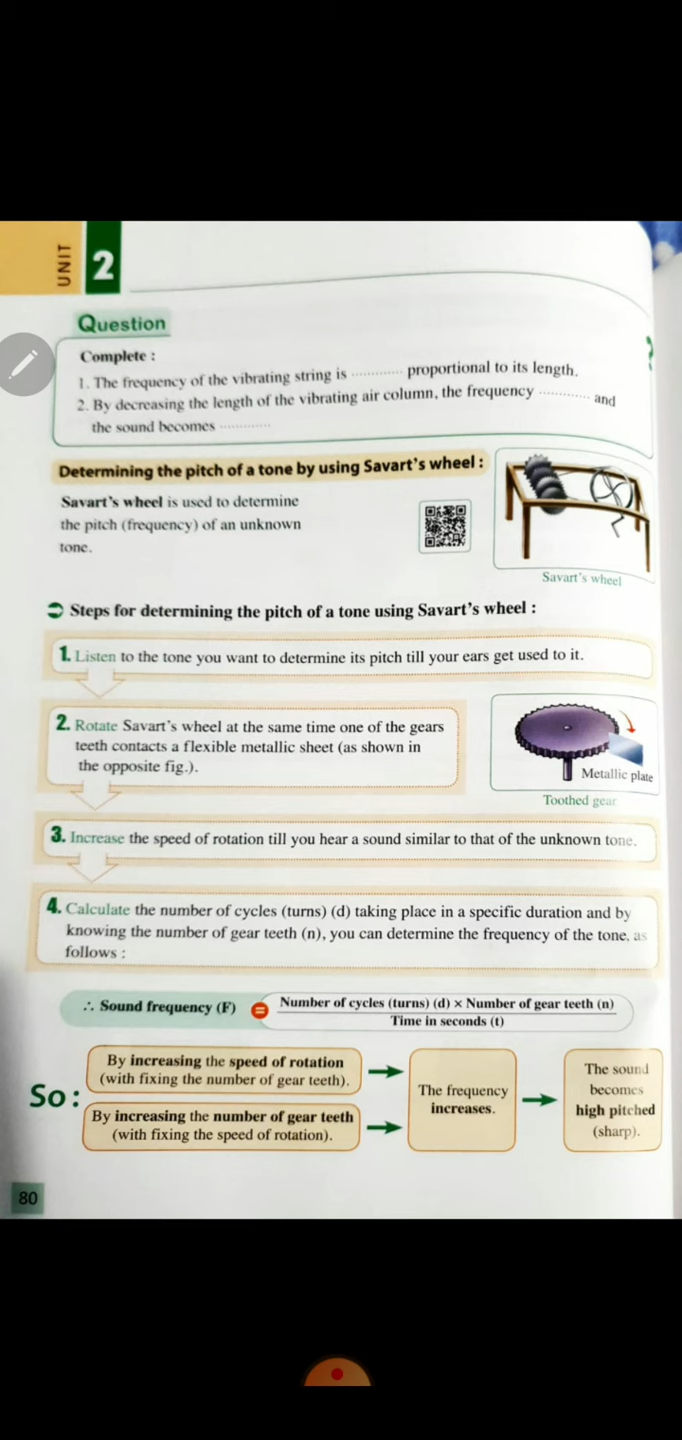 UNIT
2
Question
Complete :
1. The frequency of the vibrating string is ············ proportional to its length.
2. By decreasing the length of the vibrating air column, the frequency ············ and
the sound becomes ············
?
Determining the pitch of a tone by using Savart's wheel :
Savart's wheel is used to determine
the pitch (frequency) of an unknown
tone.
Savart's wheel
Steps for determining the pitch of a tone using Savart's wheel :
1. Listen to the tone you want to determine its pitch till your ears get used to it.
2. Rotate Savart's wheel at the same time one of the gears
teeth contacts a flexible metallic sheet (as shown in
the opposite fig.).
Metallic plate
Toothed gear
3. Increase the speed of rotation till you hear a sound similar to that of the unknown tone.
4. Calculate the number of cycles (turns) (d) taking place in a specific duration and by
knowing the number of gear teeth (n), you can determine the frequency of the tone, as
follows :
∴ Sound frequency (F) = Number of cycles (turns) (d) × Number of gear teeth (n)
Time in seconds (t)
So :
By increasing the speed of rotation
(with fixing the number of gear teeth).
By increasing the number of gear teeth
(with fixing the speed of rotation).
The frequency
increases.
The sound
becomes
high pitched
(sharp).
80